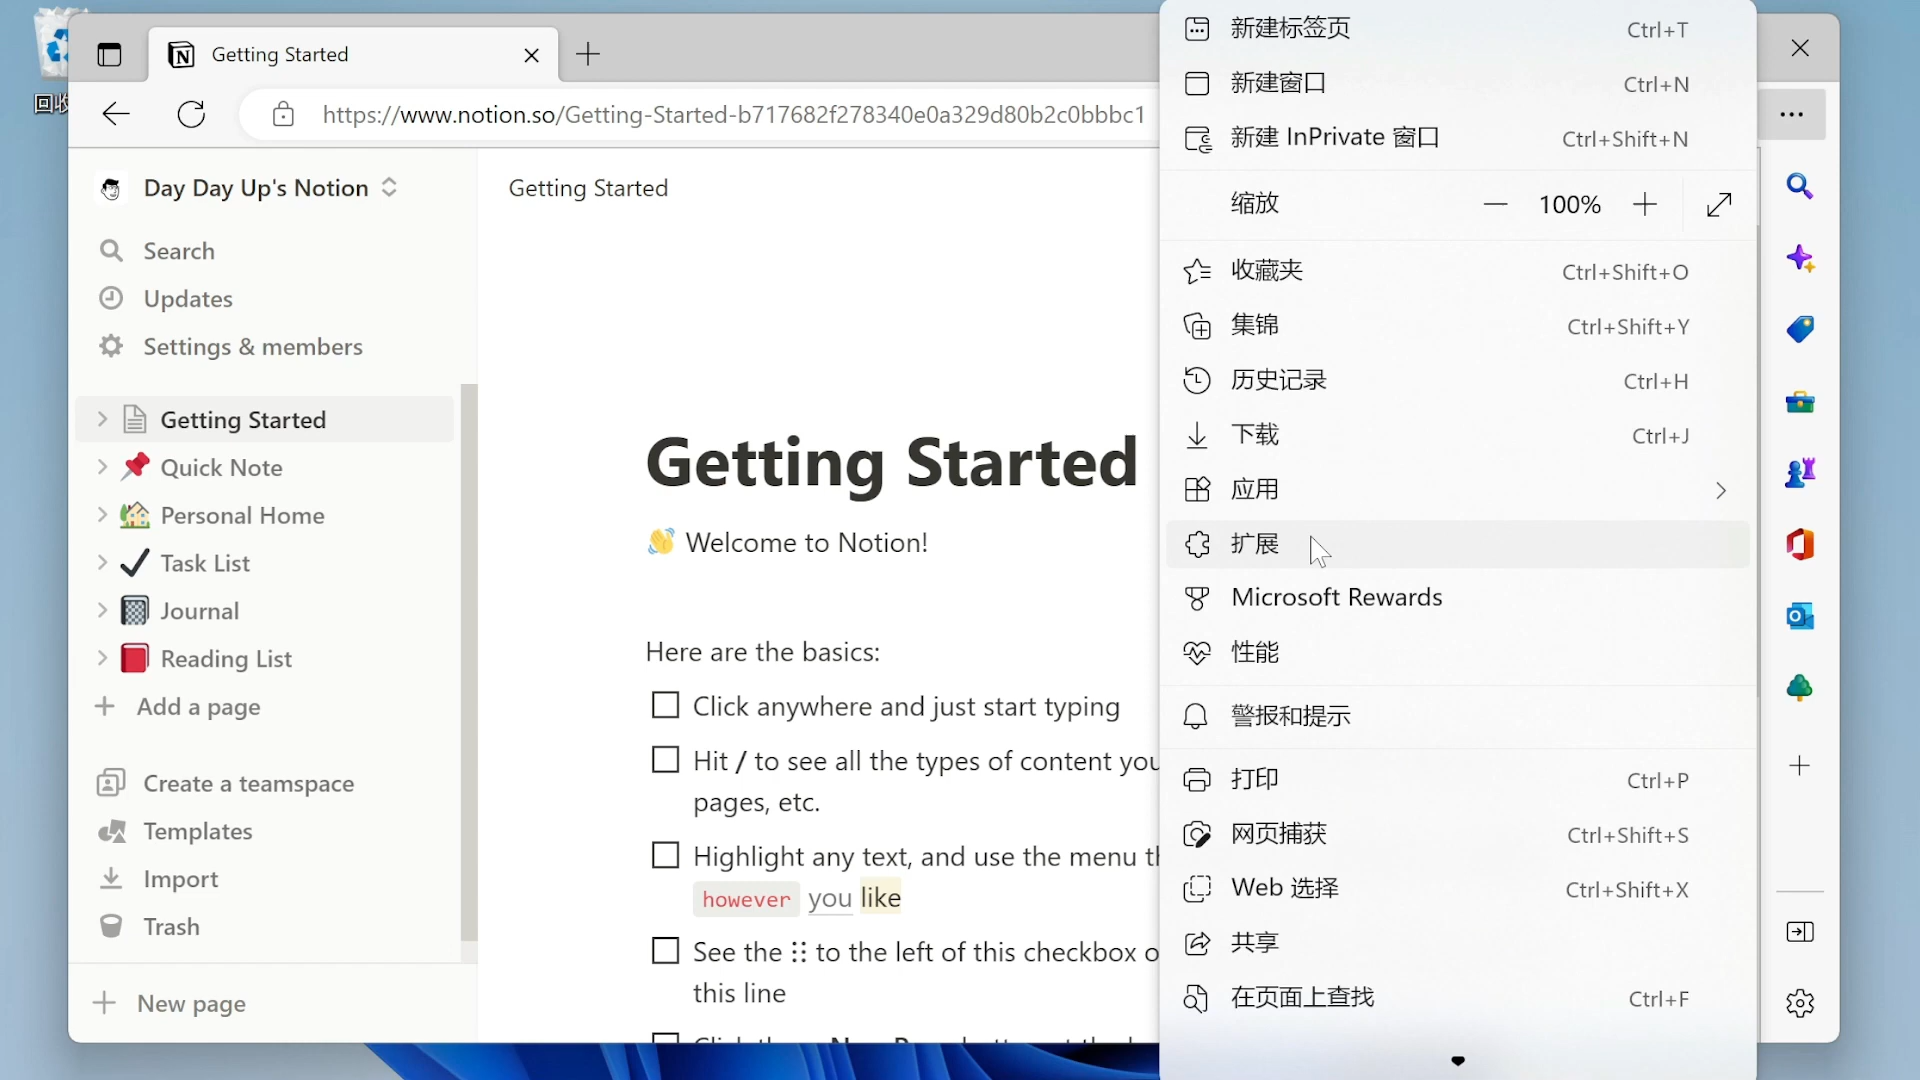 回收
Getting Started
https://www.notion.so/Getting-Started-b717682f278340e0a329d80b2c0bbbc1
Day Day Up's Notion
Search
Updates
Settings & members
Getting Started
Quick Note
Personal Home
Task List
Journal
Reading List
Add a page
Create a teamspace
Templates
Import
Trash
New page
Getting Started
Getting Started
👋 Welcome to Notion!
Here are the basics:
Click anywhere and just start typing
Hit / to see all the types of content you
pages, etc.
Highlight any text, and use the menu
however you like
See the ⋮⋮ to the left of this checkbox
this line
新建标签页 Ctrl+T
新建窗口 Ctrl+N
新建 InPrivate 窗口 Ctrl+Shift+N
缩放 — 100% +
收藏夹 Ctrl+Shift+O
集锦 Ctrl+Shift+Y
历史记录 Ctrl+H
下载 Ctrl+J
应用
扩展
Microsoft Rewards
性能
警报和提示
打印 Ctrl+P
网页捕获 Ctrl+Shift+S
Web 选择 Ctrl+Shift+X
共享
在页面上查找 Ctrl+F